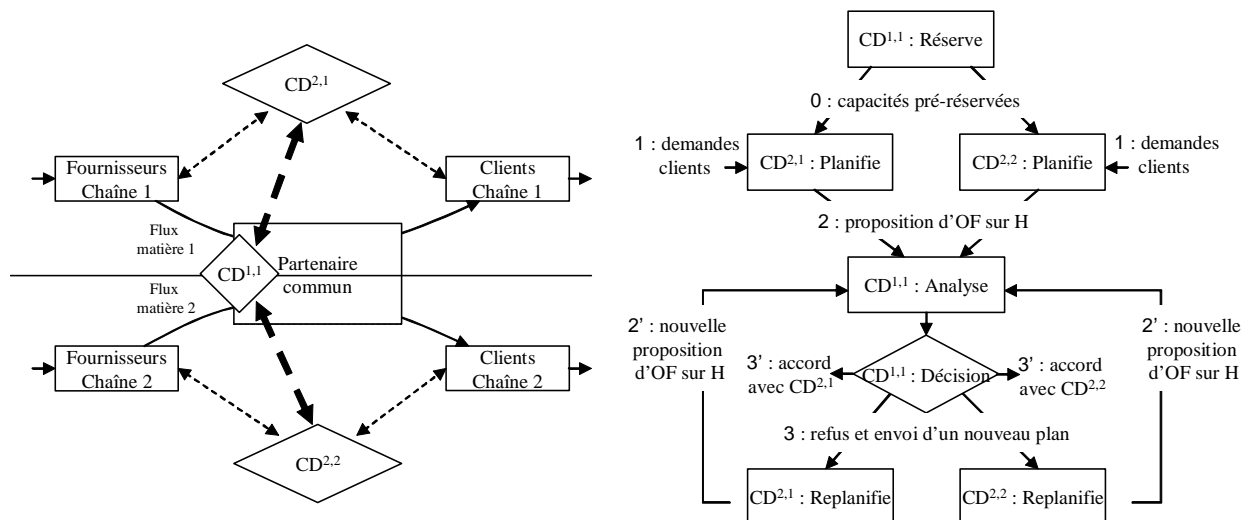 CD2,1
Fournisseurs
Chaîne 1
Clients
Chaîne 1
Flux
matière 1
CD1,1
Partenaire
commun
Flux
matière 2
Fournisseurs
Chaîne 2
Clients
Chaîne 2
CD2,2
CD1,1 : Réserve
0 : capacités pré-réservées
1 : demandes
clients
CD2,1 : Planifie
CD2,2 : Planifie
1 : demandes
clients
2 : proposition d’OF sur H
CD1,1 : Analyse
2’ : nouvelle
proposition
d’OF sur H
3’ : accord
avec CD2,1
CD1,1 : Décision
3’ : accord
avec CD2,2
2’ : nouvelle
proposition
d’OF sur H
3 : refus et envoi d’un nouveau plan
CD2,1 : Replanifie
CD2,2 : Replanifie